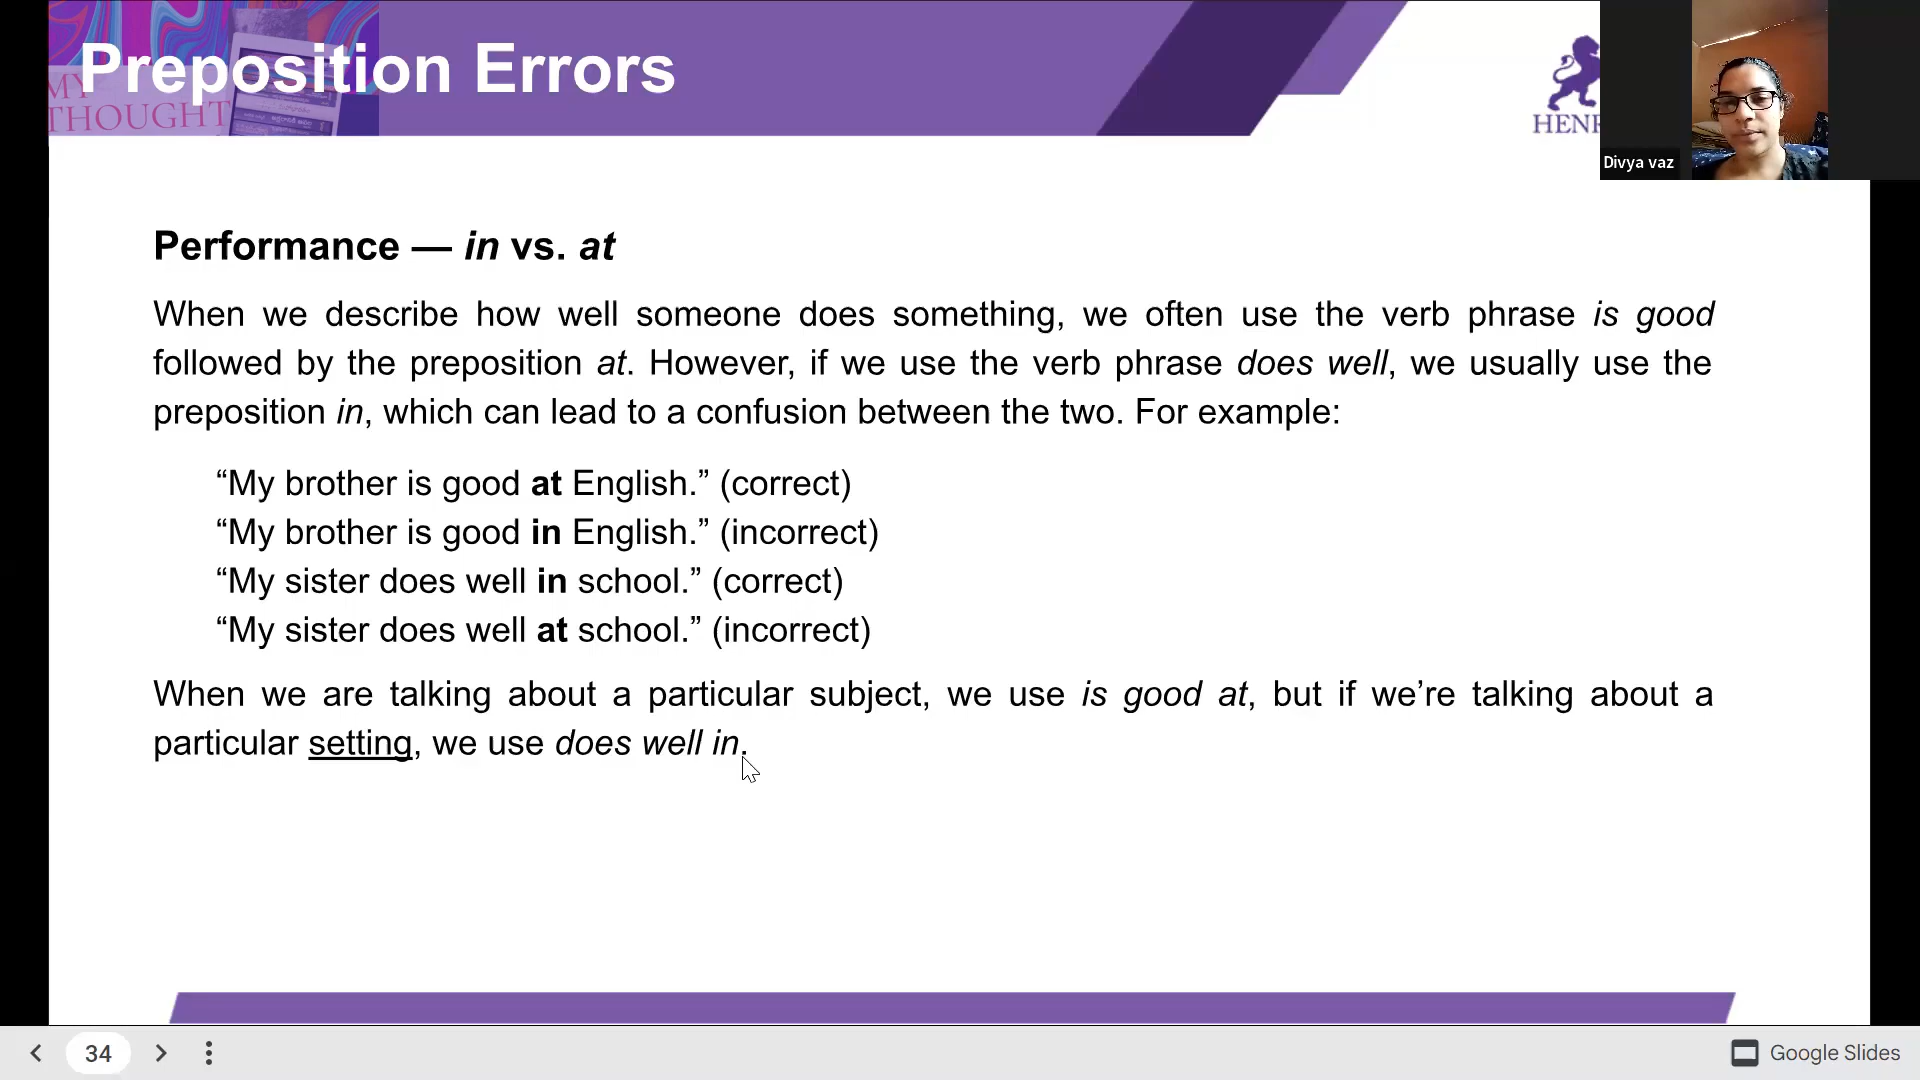 Preposition Errors
MY
THOUGHT
HENR
Divya vaz
Performance — in vs. at
When we describe how well someone does something, we often use the verb phrase is good
followed by the preposition at. However, if we use the verb phrase does well, we usually use the
preposition in, which can lead to a confusion between the two. For example:
“My brother is good at English.” (correct)
“My brother is good in English.” (incorrect)
“My sister does well in school.” (correct)
“My sister does well at school.” (incorrect)
When we are talking about a particular subject, we use is good at, but if we’re talking about a
particular setting, we use does well in.
34
Google Slides